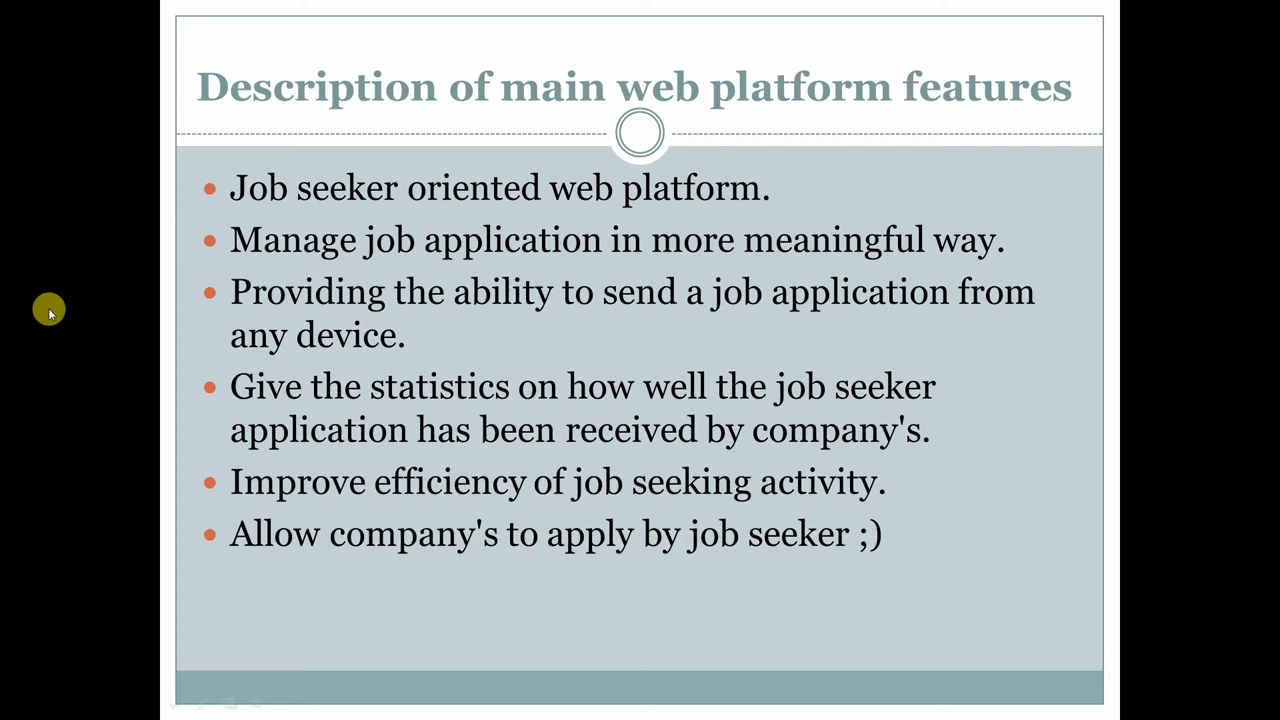 Description of main web platform features
Job seeker oriented web platform.
Manage job application in more meaningful way.
Providing the ability to send a job application from
any device.
Give the statistics on how well the job seeker
application has been received by company's.
Improve efficiency of job seeking activity.
Allow company's to apply by job seeker ;)